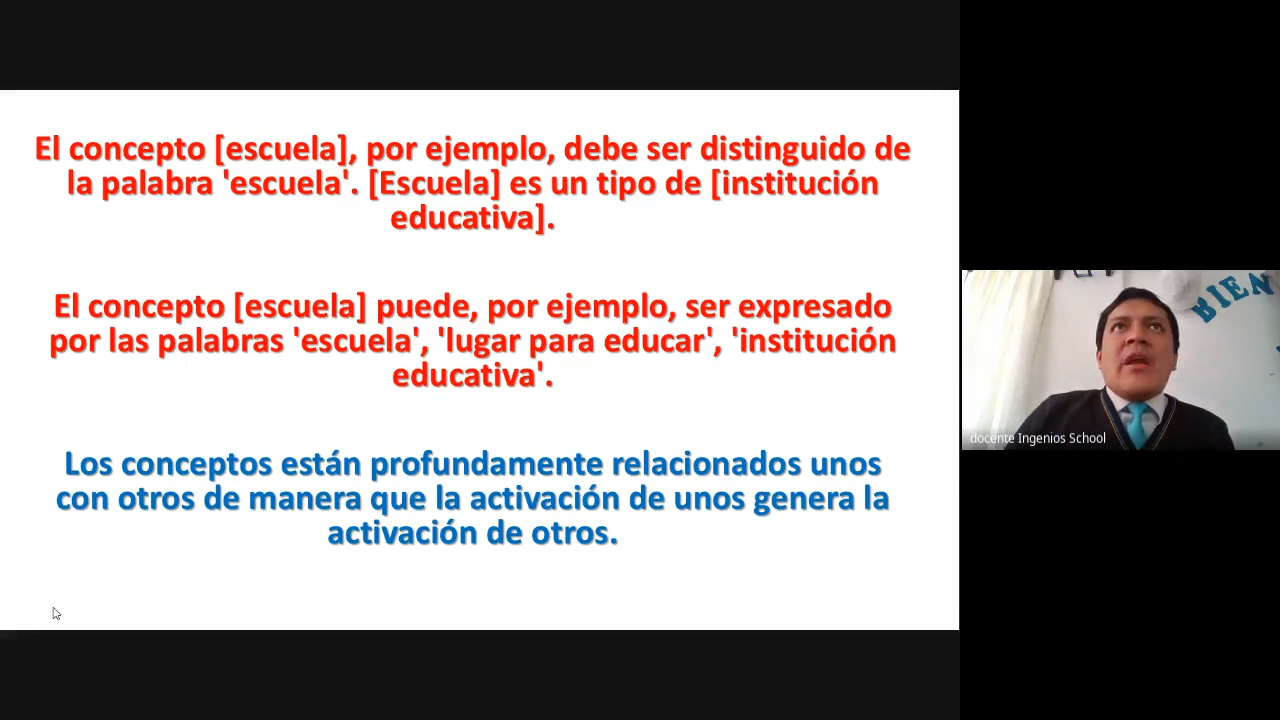 El concepto [escuela], por ejemplo, debe ser distinguido de
la palabra 'escuela'. [Escuela] es un tipo de [institución
educativa].
El concepto [escuela] puede, por ejemplo, ser expresado
por las palabras 'escuela', 'lugar para educar', 'institución
educativa'.
Los conceptos están profundamente relacionados unos
con otros de manera que la activación de unos genera la
activación de otros.
BIEN
docente Ingenios School